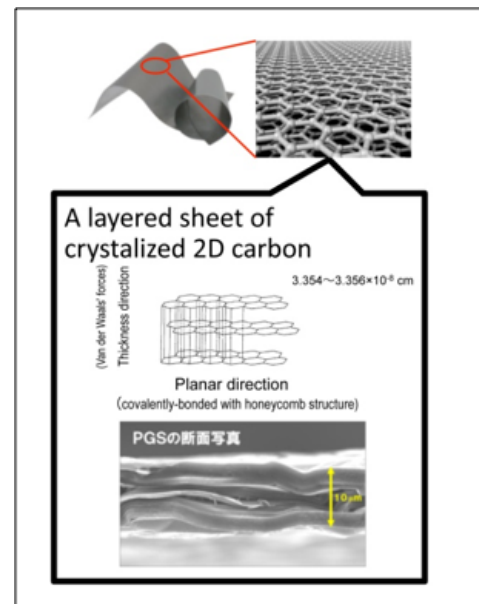 A layered sheet of
crystalized 2D carbon
(Van der Waals' forces)
Thickness direction
3.354～3.356×10⁻⁸ cm
Planar direction
(covalently-bonded with honeycomb structure)
PGSの断面写真
10μm